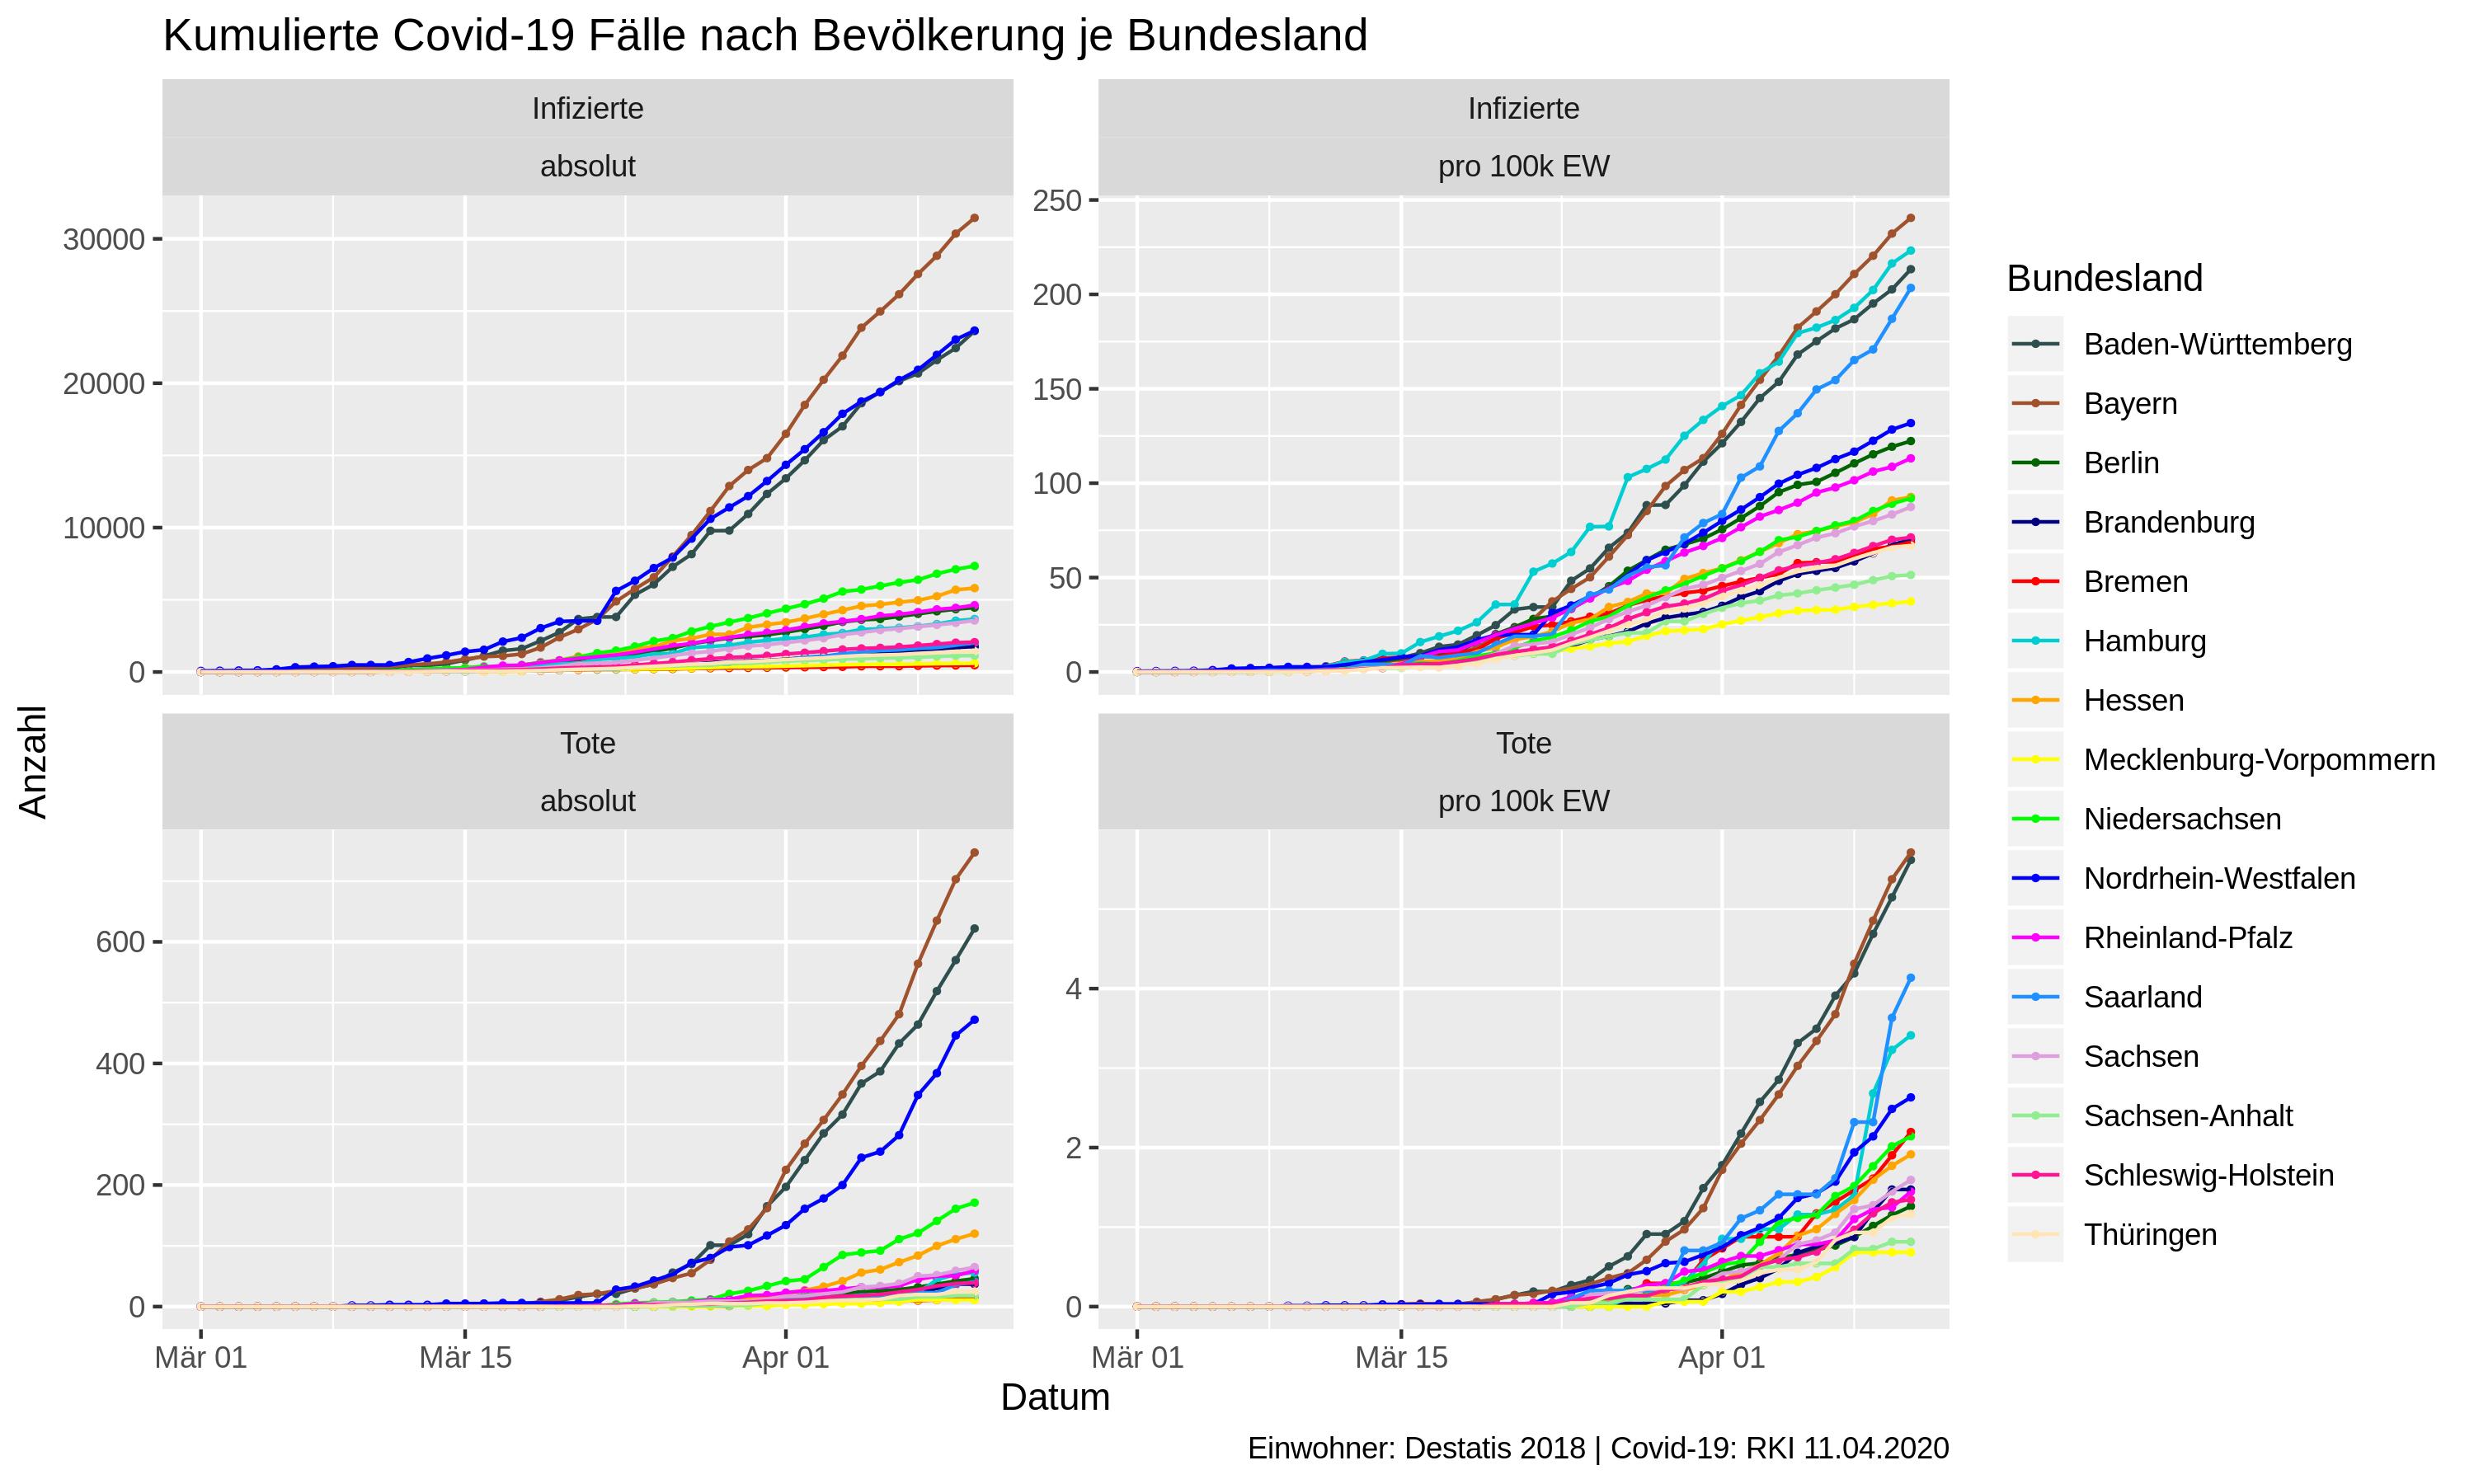 Kumulierte Covid-19 Fälle nach Bevölkerung je Bundesland
Infizierte
absolut
Infizierte
pro 100k EW
30000
20000
10000
0
250
200
150
100
50
0
Tote
absolut
Tote
pro 100k EW
600
400
200
0
4
2
0
Mär 01
Mär 15
Apr 01
Mär 01
Mär 15
Apr 01
Anzahl
Datum
Bundesland
Baden-Württemberg
Bayern
Berlin
Brandenburg
Bremen
Hamburg
Hessen
Mecklenburg-Vorpommern
Niedersachsen
Nordrhein-Westfalen
Rheinland-Pfalz
Saarland
Sachsen
Sachsen-Anhalt
Schleswig-Holstein
Thüringen
Einwohner: Destatis 2018 | Covid-19: RKI 11.04.2020